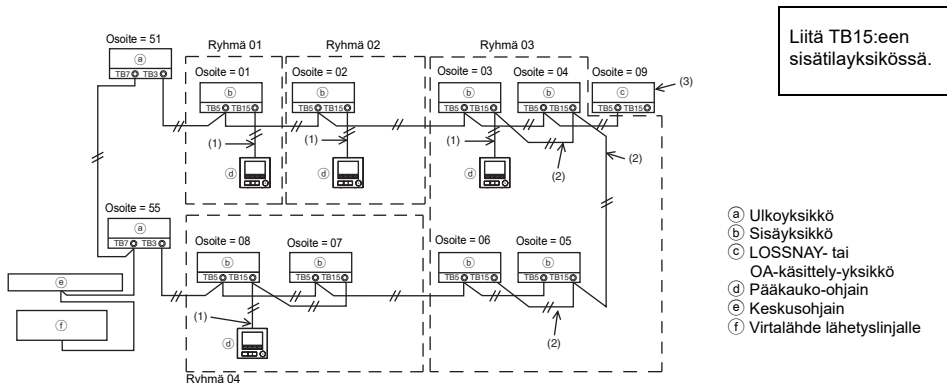 Liitä TB15:een
sisätilayksikössä.
Ryhmä 01
Ryhmä 02
Ryhmä 03
Osoite = 51
Osoite = 01
Osoite = 02
Osoite = 03
Osoite = 04
Osoite = 09
ⓐ
ⓑ
ⓑ
ⓑ
ⓑ
ⓒ
(3)
TB7 TB3
TB5 TB15
TB5 TB15
TB5 TB15
TB5 TB15
TB5 TB15
(1)
(1)
(1)
(2)
(2)
ⓓ
ⓓ
ⓓ
Osoite = 55
Osoite = 08
Osoite = 07
Osoite = 06
Osoite = 05
ⓐ
ⓑ
ⓑ
ⓑ
ⓑ
TB7 TB3
TB5 TB15
TB5 TB15
TB5 TB15
TB5 TB15
ⓔ
ⓕ
(1)
ⓓ
(2)
Ryhmä 04
ⓐ Ulkoyksikkö
ⓑ Sisäyksikkö
ⓒ LOSSNAY- tai
OA-käsittely-yksikkö
ⓓ Pääkauko-ohjain
ⓔ Keskusohjain
ⓕ Virtalähde lähetyslinjalle